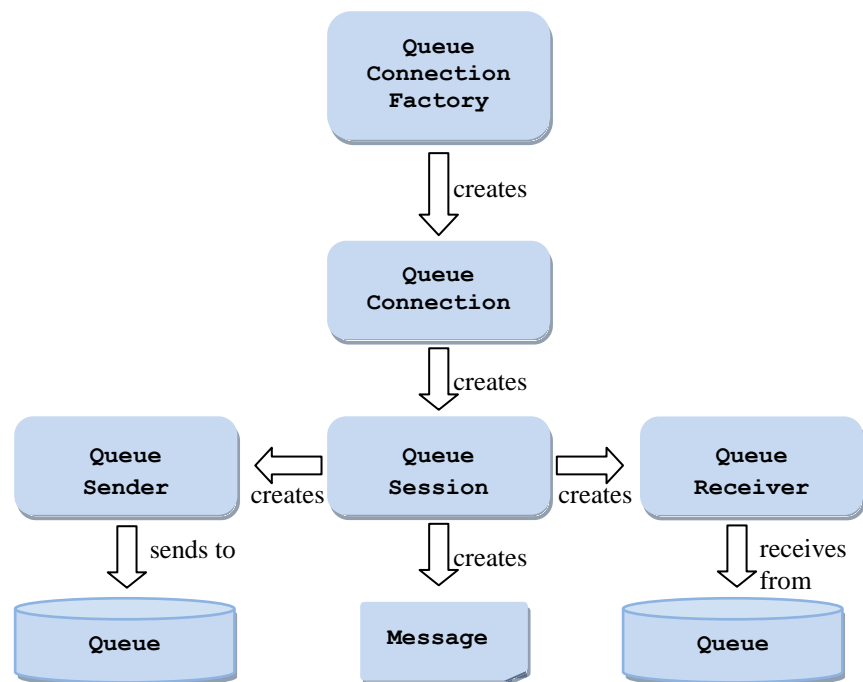 Queue
Connection
Factory
creates
Queue
Connection
creates
Queue
Sender
creates
Queue
Session
creates
Queue
Receiver
sends to
creates
receives
from
Queue
Message
Queue